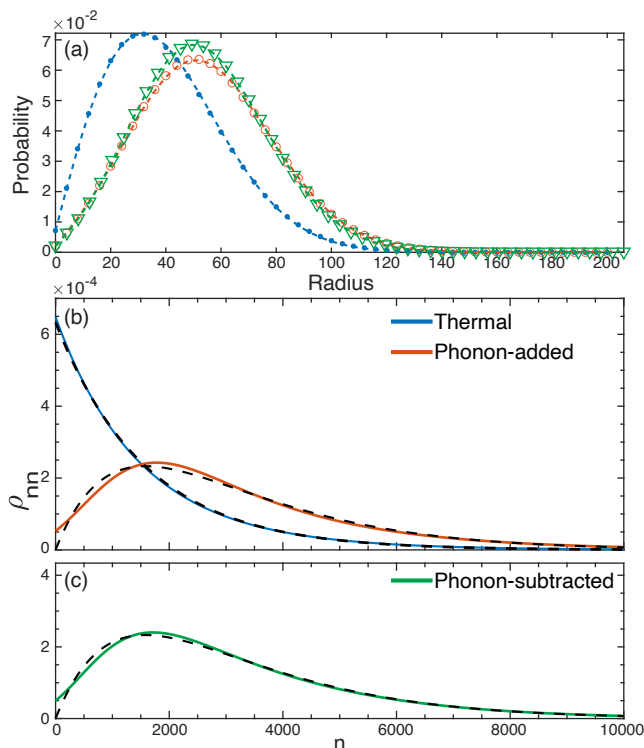 ×10-2
(a)
7
6
5
4
3
2
1
0
Probability
0 20 40 60 80 100 120 140 160 180 200
Radius
×10-4
(b)
Thermal
Phonon-added
6
4
2
0
ρnn
(c)
Phonon-subtracted
4
2
0
0 2000 4000 6000 8000 10000
n